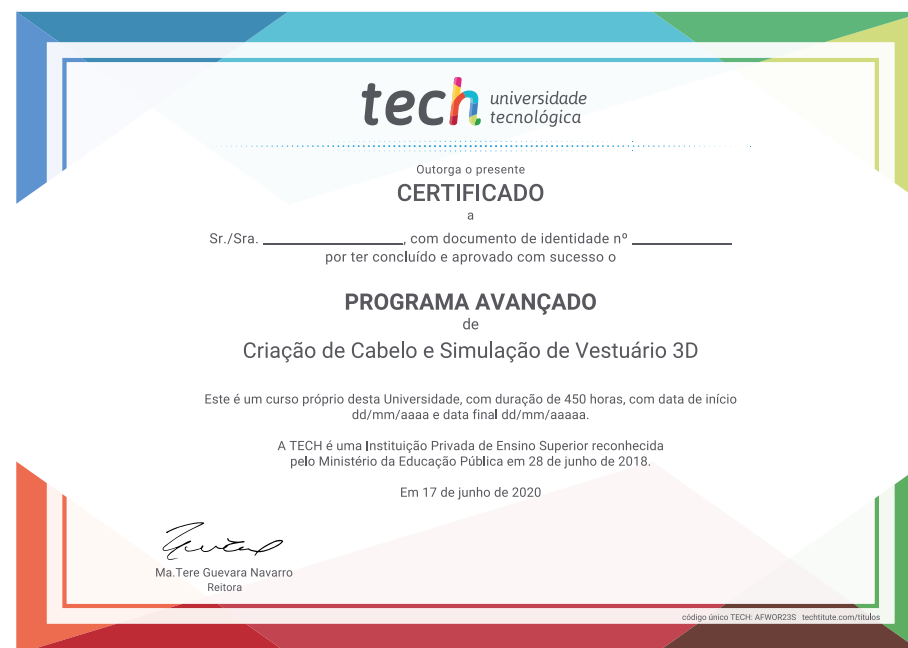 tech universidade
tecnológica
Outorga o presente
CERTIFICADO
a
Sr./Sra. ______________, com documento de identidade nº __________
por ter concluído e aprovado com sucesso o
PROGRAMA AVANÇADO
de
Criação de Cabelo e Simulação de Vestuário 3D
Este é um curso próprio desta Universidade, com duração de 450 horas, com data de início
dd/mm/aaaa e data final dd/mm/aaaaa.
A TECH é uma Instituição Privada de Ensino Superior reconhecida
pelo Ministério da Educação Pública em 28 de junho de 2018.
Em 17 de junho de 2020
Ma.Tere Guevara Navarro
Reitora
código único TECH: AFWOR23S techtitute.com/titulos